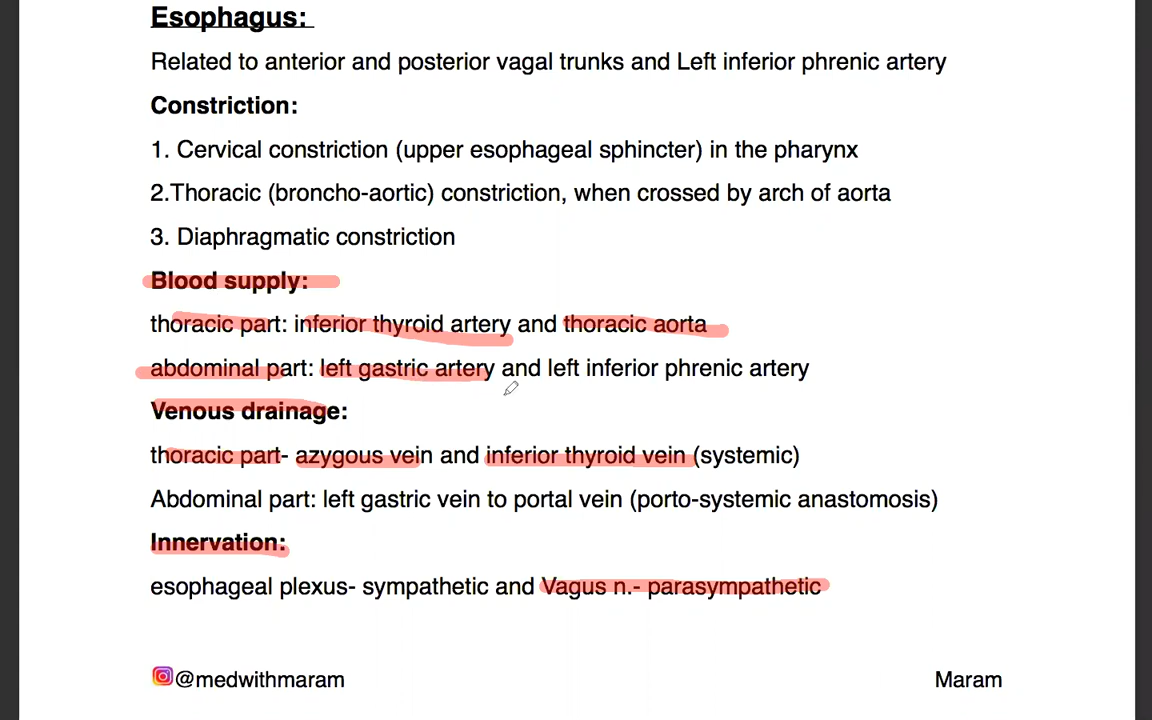 Esophagus:
Related to anterior and posterior vagal trunks and Left inferior phrenic artery
Constriction:
1. Cervical constriction (upper esophageal sphincter) in the pharynx
2.Thoracic (broncho-aortic) constriction, when crossed by arch of aorta
3. Diaphragmatic constriction
Blood supply:
thoracic part: inferior thyroid artery and thoracic aorta
abdominal part: left gastric artery and left inferior phrenic artery
Venous drainage:
thoracic part- azygous vein and inferior thyroid vein (systemic)
Abdominal part: left gastric vein to portal vein (porto-systemic anastomosis)
Innervation:
esophageal plexus- sympathetic and Vagus n.- parasympathetic
@medwithmaram Maram